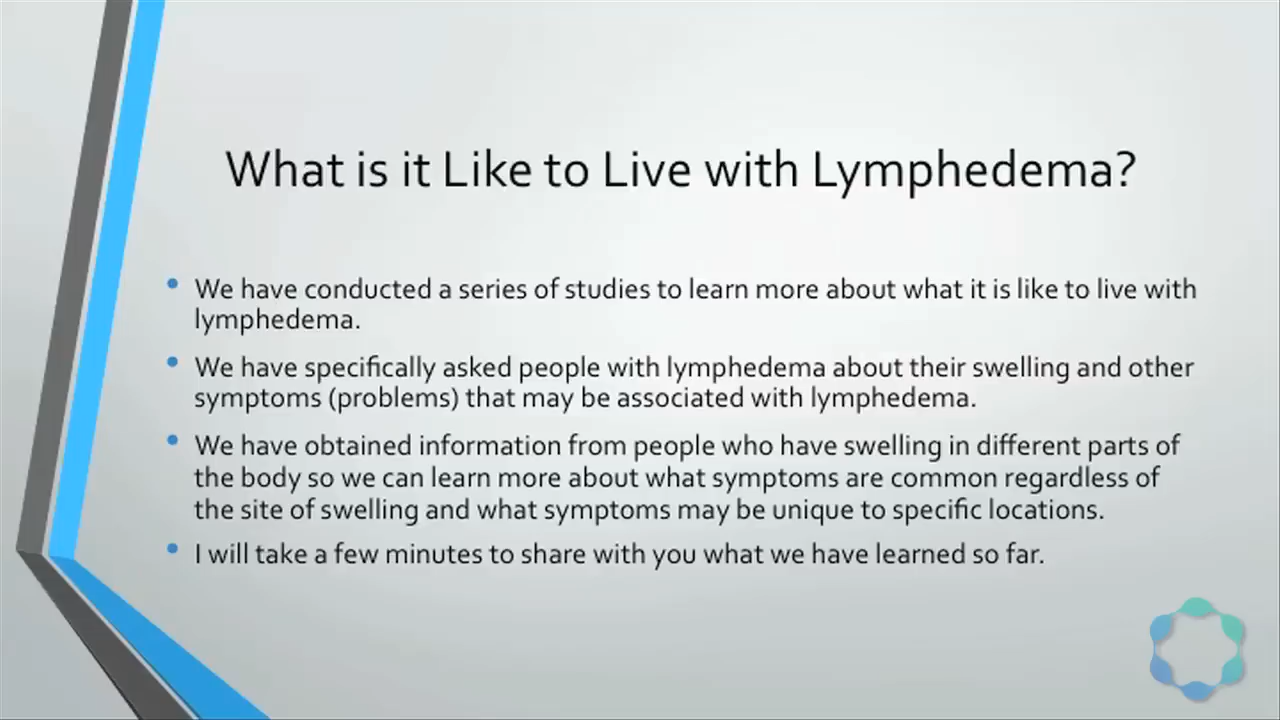 What is it Like to Live with Lymphedema?
• We have conducted a series of studies to learn more about what it is like to live with
lymphedema.
• We have specifically asked people with lymphedema about their swelling and other
symptoms (problems) that may be associated with lymphedema.
• We have obtained information from people who have swelling in different parts of
the body so we can learn more about what symptoms are common regardless of
the site of swelling and what symptoms may be unique to specific locations.
• I will take a few minutes to share with you what we have learned so far.